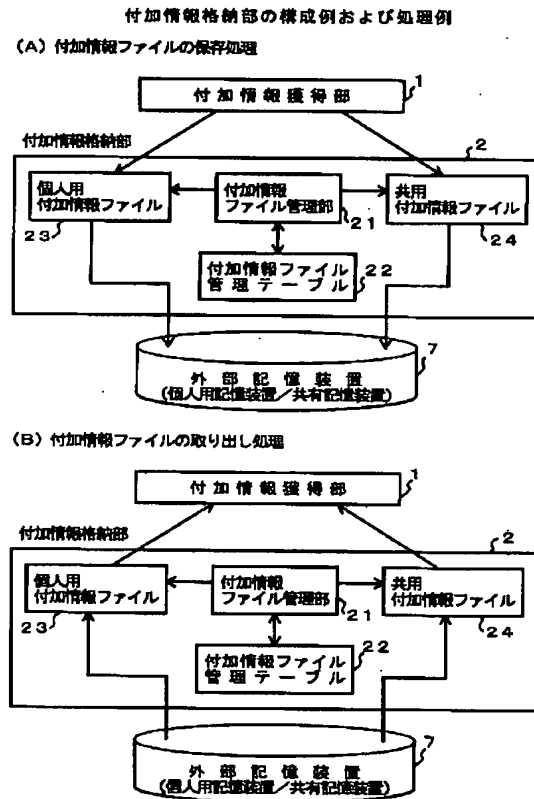 付加情報格納部の構成例および処理例
(A) 付加情報ファイルの保存処理
付加情報獲得部
1
付加情報格納部
2
個人用
付加情報ファイル
23
付加情報
ファイル管理部
21
共用
付加情報ファイル
24
付加情報ファイル
管理テーブル
22
外部記憶装置
(個人用記憶装置/共有記憶装置)
7
(B) 付加情報ファイルの取り出し処理
付加情報獲得部
1
付加情報格納部
2
個人用
付加情報ファイル
23
付加情報
ファイル管理部
21
共用
付加情報ファイル
24
付加情報ファイル
管理テーブル
22
外部記憶装置
(個人用記憶装置/共有記憶装置)
7